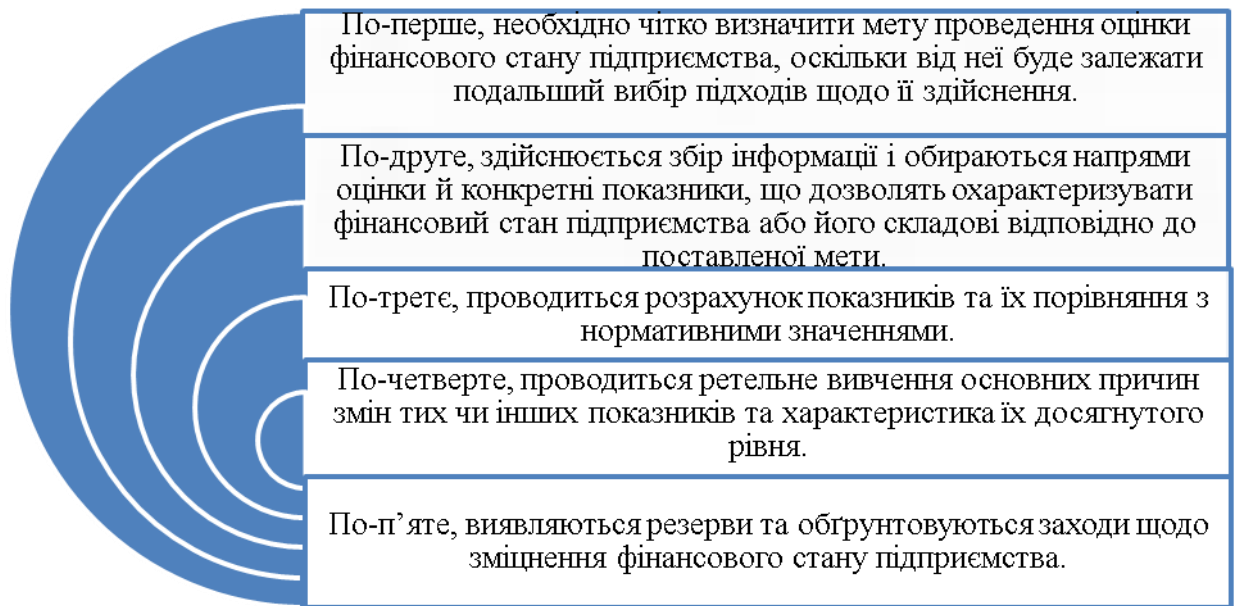 По-перше, необхідно чітко визначити мету проведення оцінки
фінансового стану підприємства, оскільки від неї буде залежати
подальший вибір підходів щодо її здійснення.
По-друге, здійснюється збір інформації і обираються напрями
оцінки й конкретні показники, що дозволять охарактеризувати
фінансовий стан підприємства або його складові відповідно до
поставленої мети.
По-третє, проводиться розрахунок показників та їх порівняння з
нормативними значеннями.
По-четверте, проводиться ретельне вивчення основних причин
змін тих чи інших показників та характеристика їх досягнутого
рівня.
По-п’яте, виявляються резерви та обґрунтовуються заходи щодо
зміцнення фінансового стану підприємства.